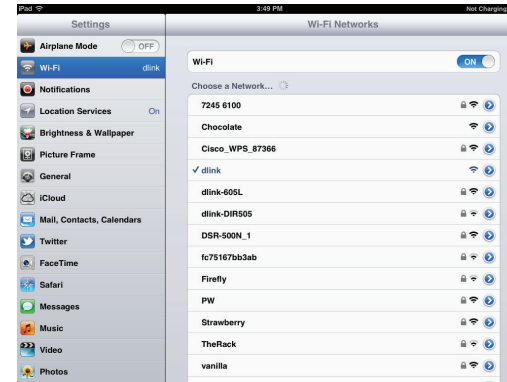 iPad 3:49 PM Not Charging
Settings
Wi-Fi Networks
Airplane Mode OFF
Wi-Fi dlink
Notifications
Location Services On
Brightness & Wallpaper
Picture Frame
General
iCloud
Mail, Contacts, Calendars
Twitter
FaceTime
Safari
Messages
Music
Video
Photos
Wi-Fi ON
Choose a Network...
7245 6100
Chocolate
Cisco_WPS_87366
dlink
dlink-605L
dlink-DIR505
DSR-500N_1
fc75167bb3ab
Firefly
PW
Strawberry
TheRack
vanilla